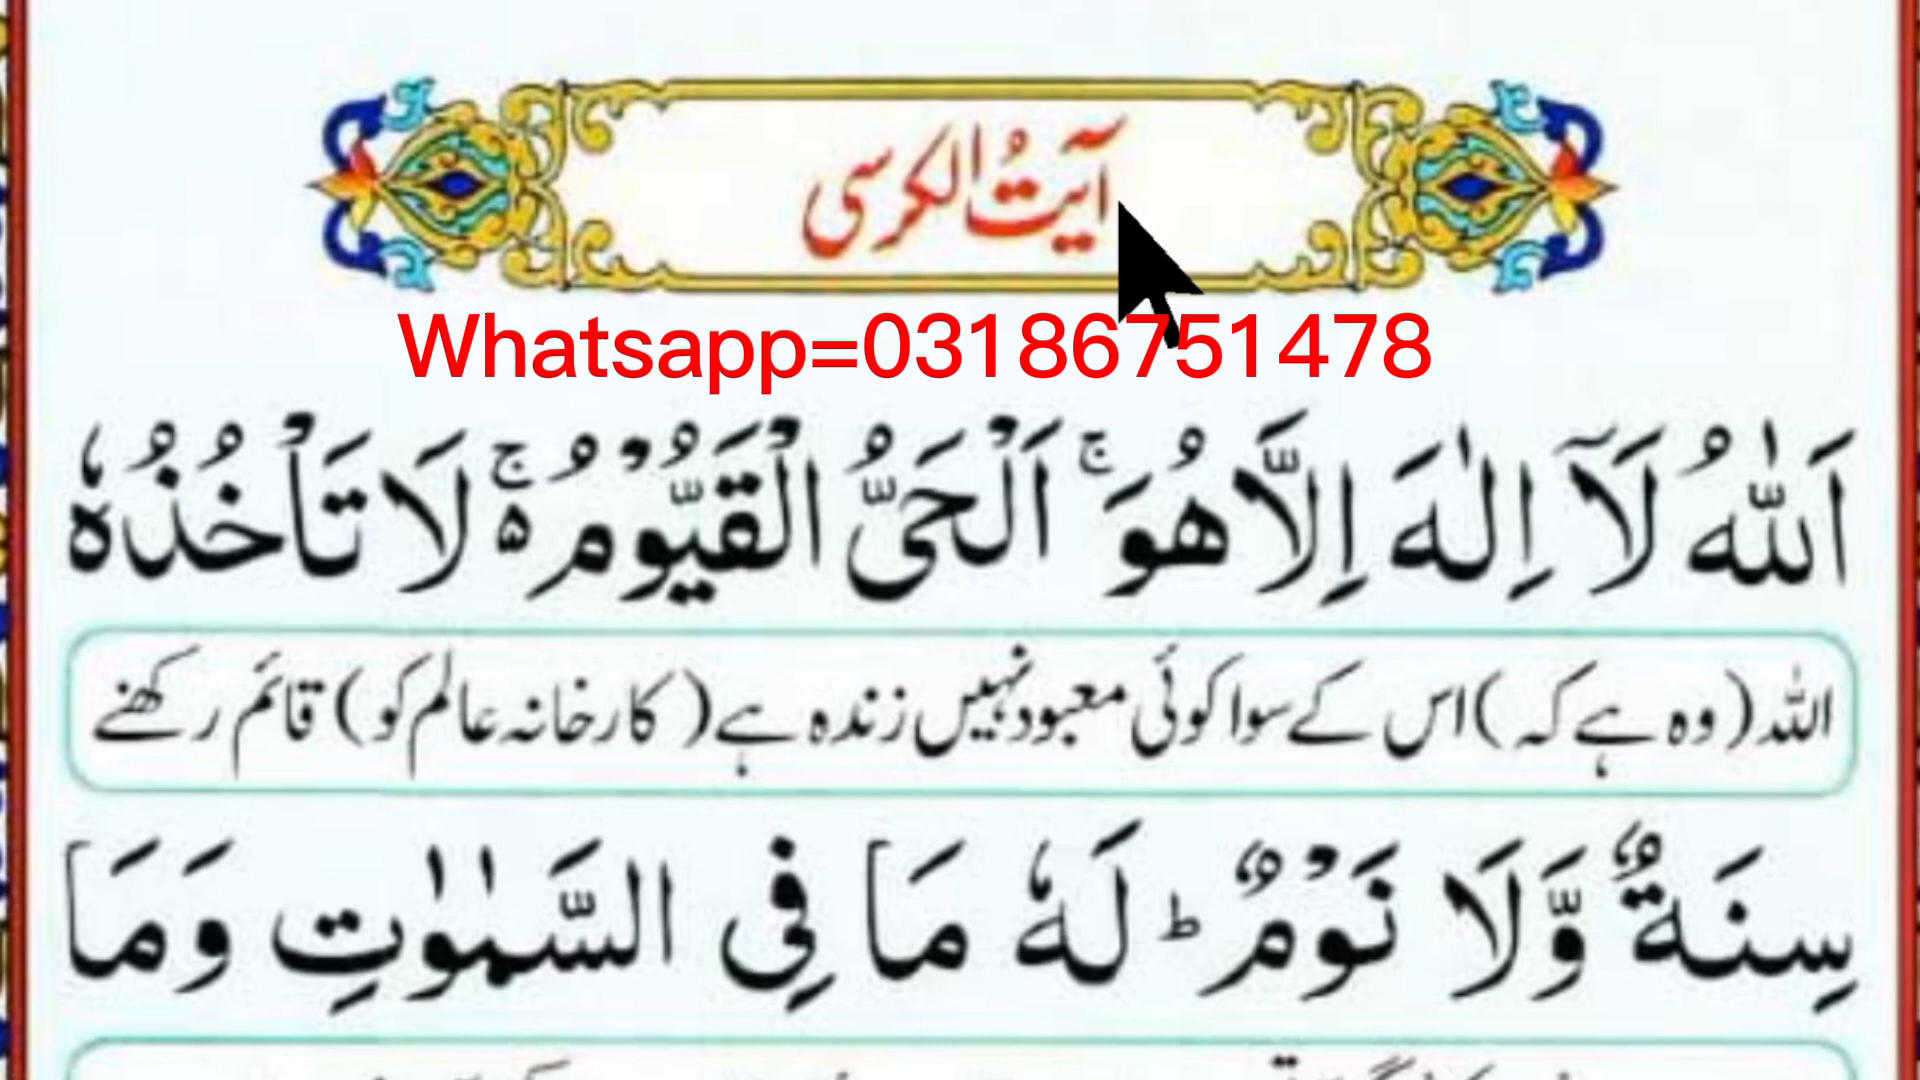 آیتُ الکرسی
Whatsapp=03186751478
اَللّٰهُ لَاۤ اِلٰهَ اِلَّا هُوَ ۚ اَلْحَیُّ الْقَیُّوْمُ ۚ۬ لَا تَاْخُذُهٗ
اللہ (وہ ہے کہ) اس کے سوا کوئی معبود نہیں زندہ ہے (کارخانہ عالم کو) قائم رکھنے
سِنَةٌ وَّلَا نَوْمٌ ؕ لَهٗ مَا فِی السَّمٰوٰتِ وَمَا